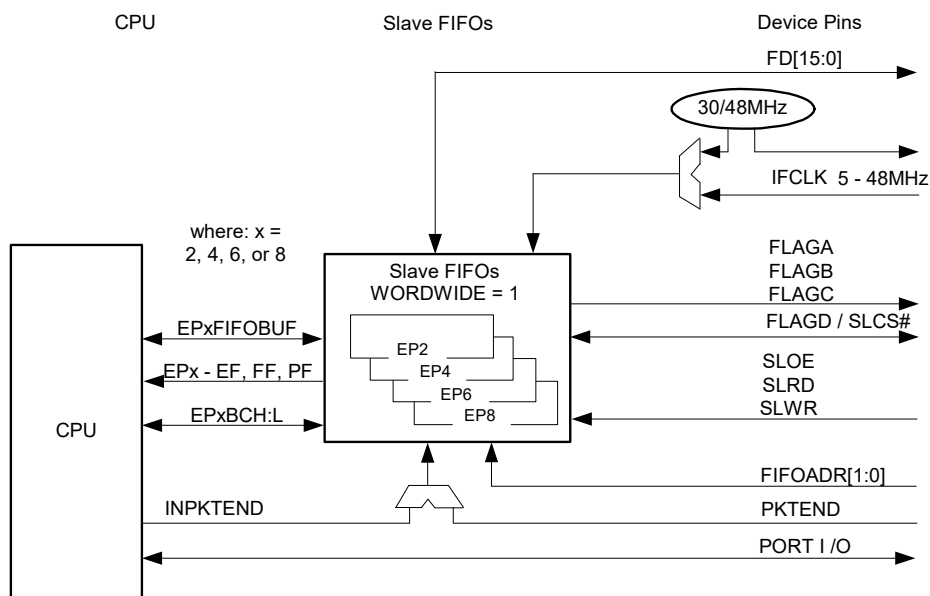 CPU
Slave FIFOs
Device Pins
FD[15:0]
30/48MHz
IFCLK 5 - 48MHz
where: x =
2, 4, 6, or 8
Slave FIFOs
WORDWIDE = 1
FLAGA
FLAGB
FLAGC
FLAGD / SLCS#
EPxFIFOBUF
EP2
EPx - EF, FF, PF
EP4
EP6
EPxBCH:L
EP8
CPU
SLOE
SLRD
SLWR
FIFOADR[1:0]
INPKTEND
PKTEND
PORT I /O